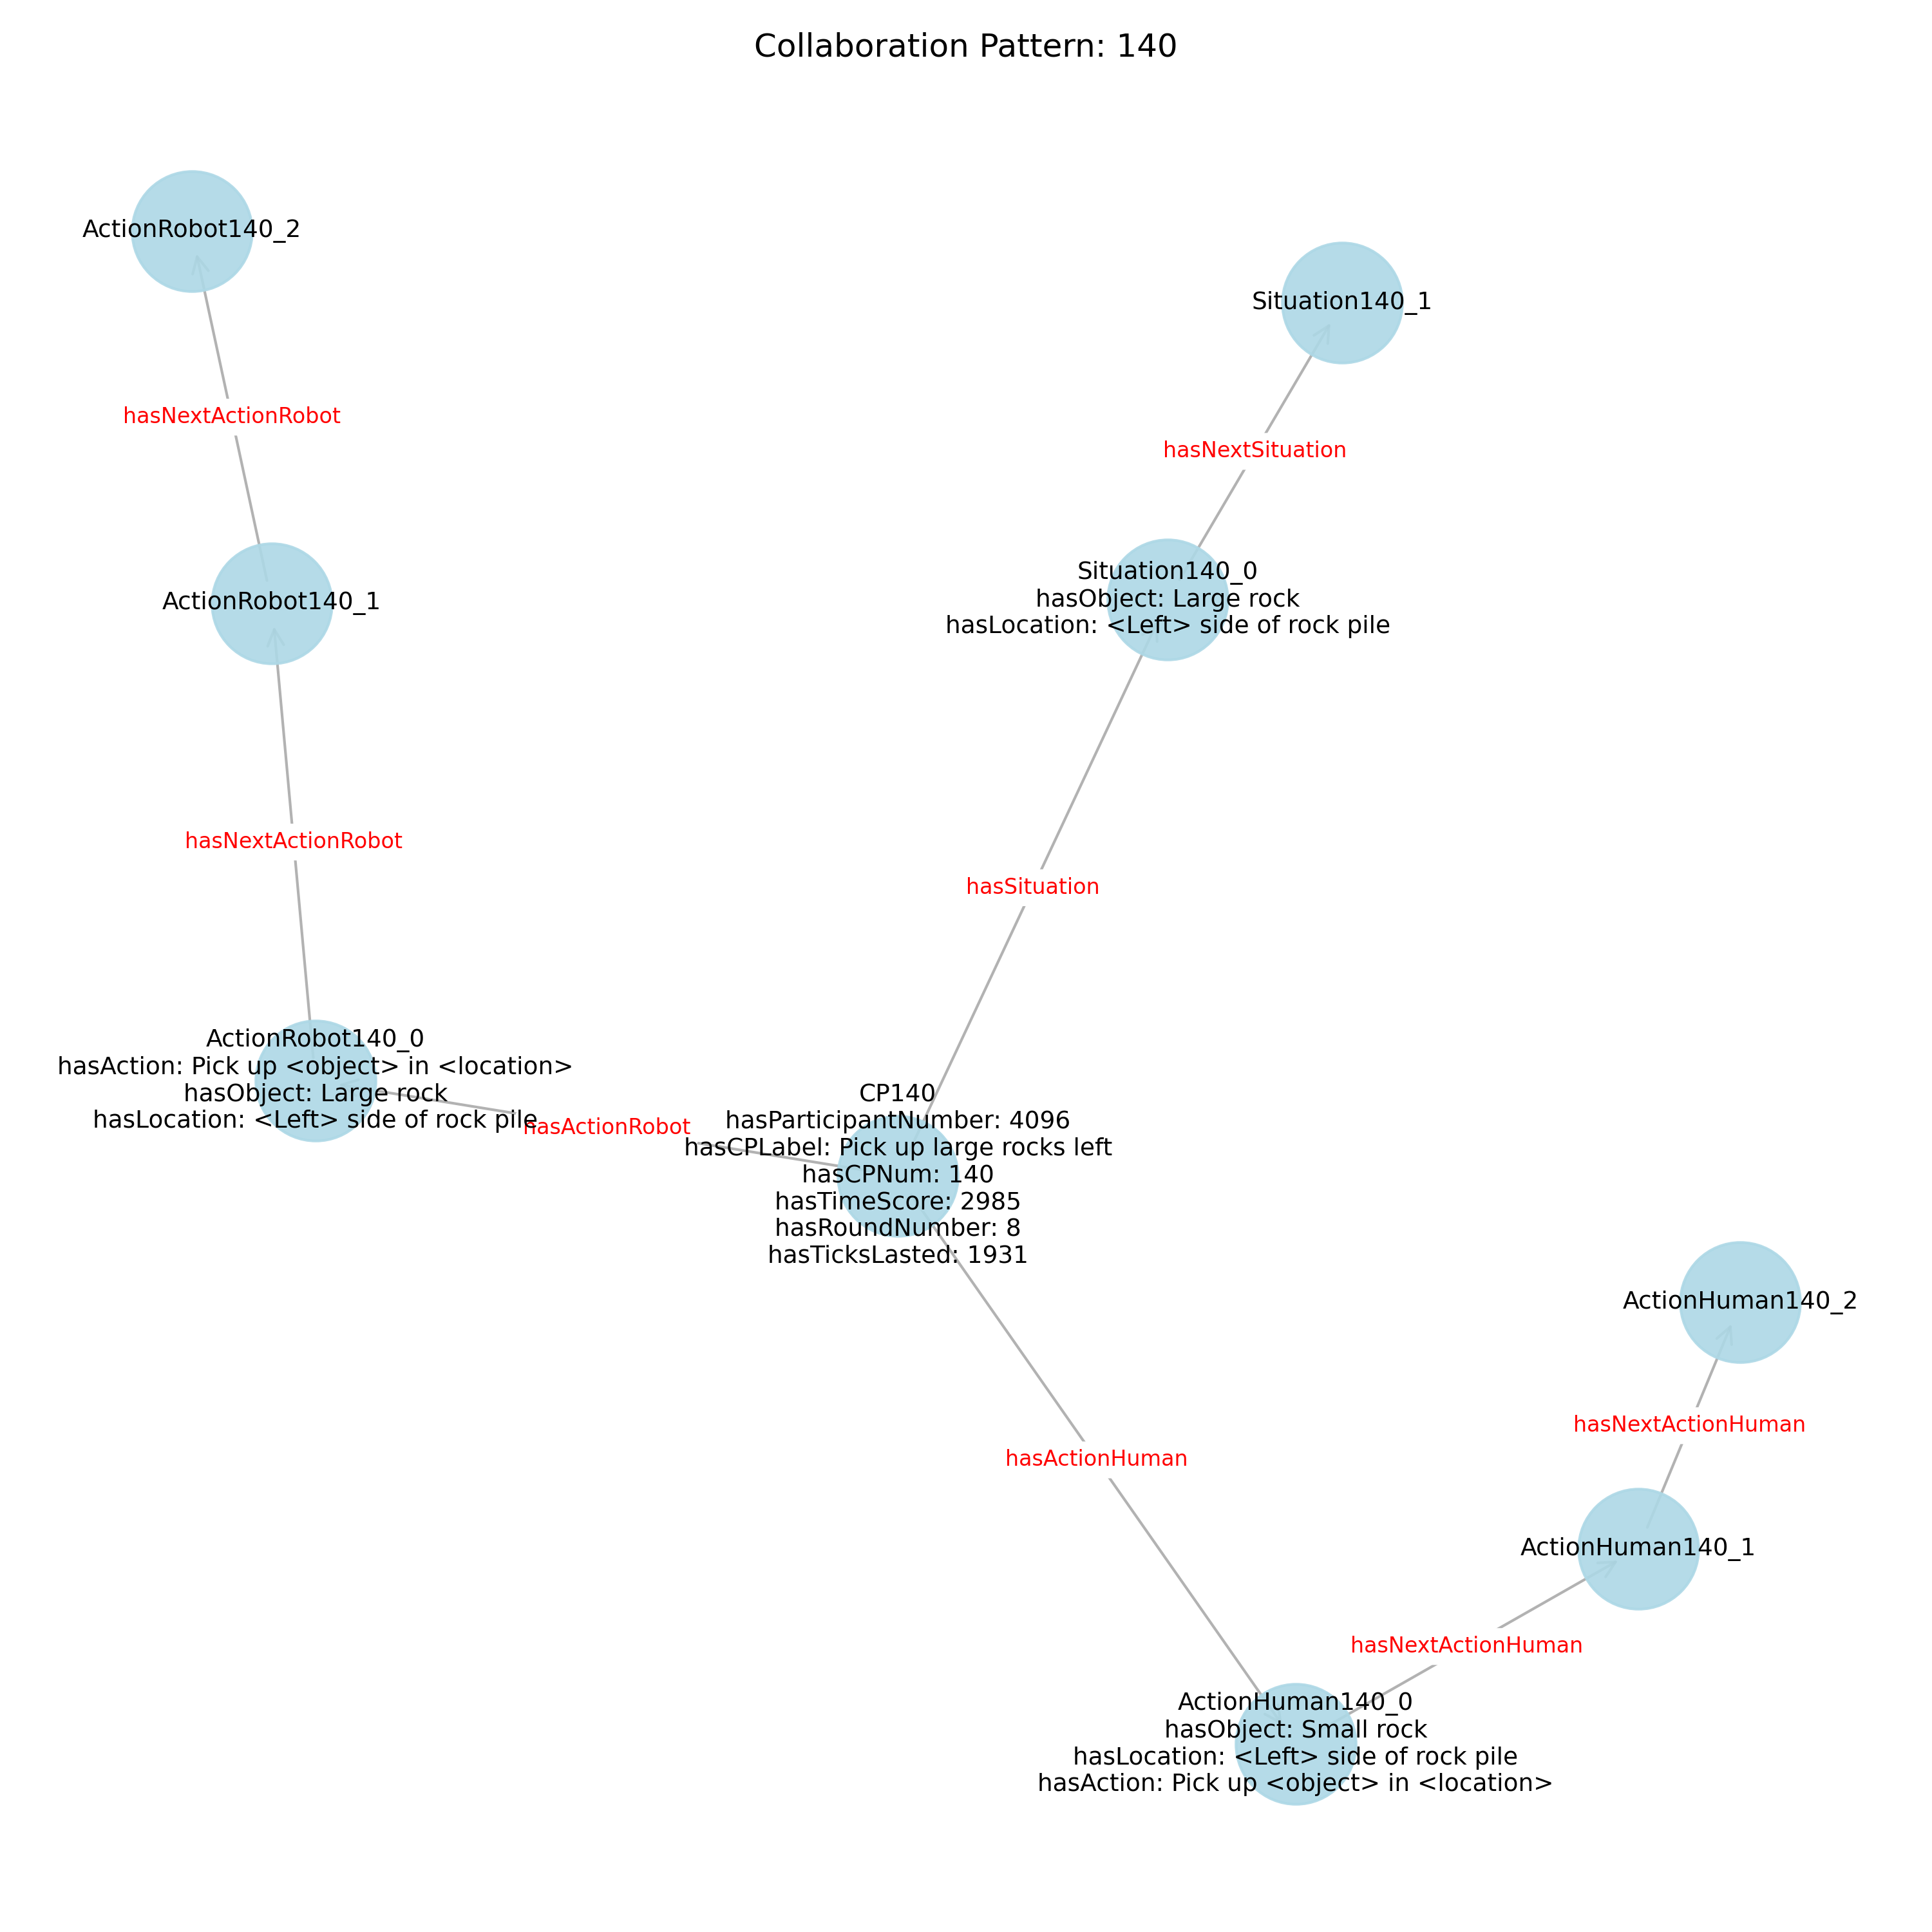 Collaboration Pattern: 140
ActionRobot140_2
Situation140_1
hasNextActionRobot
hasNextSituation
ActionRobot140_1
Situation140_0
hasObject: Large rock
hasLocation: <Left> side of rock pile
hasNextActionRobot
hasSituation
ActionRobot140_0
hasAction: Pick up <object> in <location>
hasObject: Large rock
hasLocation: <Left> side of rock pile
hasActionRobot
CP140
hasParticipantNumber: 4096
hasCPLabel: Pick up large rocks left
hasCPNum: 140
hasTimeScore: 2985
hasRoundNumber: 8
hasTicksLasted: 1931
ActionHuman140_2
hasNextActionHuman
hasActionHuman
ActionHuman140_1
hasNextActionHuman
ActionHuman140_0
hasObject: Small rock
hasLocation: <Left> side of rock pile
hasAction: Pick up <object> in <location>